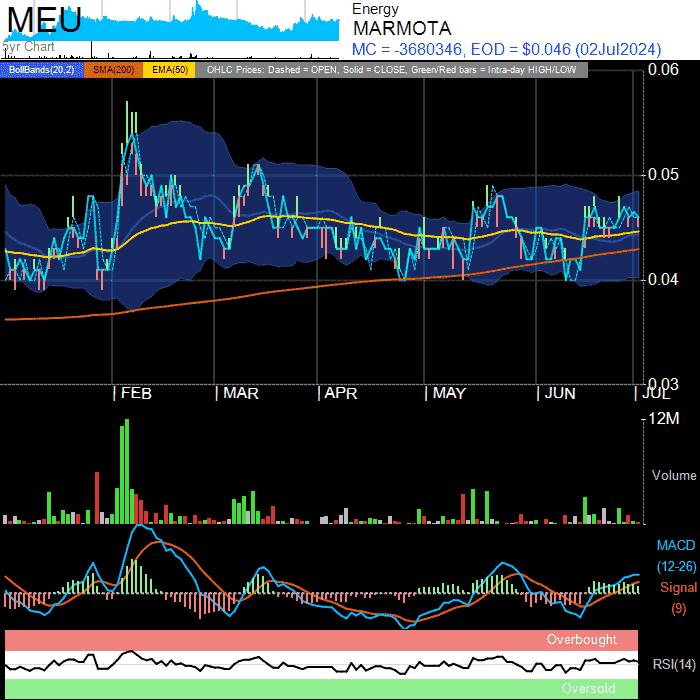 MEU
5yr Chart
Energy
MARMOTA
MC = -3680346, EOD = $0.046 (02Jul2024)
BollBands(20,2) SMA(200) EMA(50) OHLC Prices: Dashed = OPEN, Solid = CLOSE, Green/Red bars = Intra-day HIGH/LOW
0.06
0.05
0.04
0.03
FEB MAR APR MAY JUN JUL
12M
Volume
MACD
(12-26)
Signal
(9)
Overbought
RSI(14)
Oversold